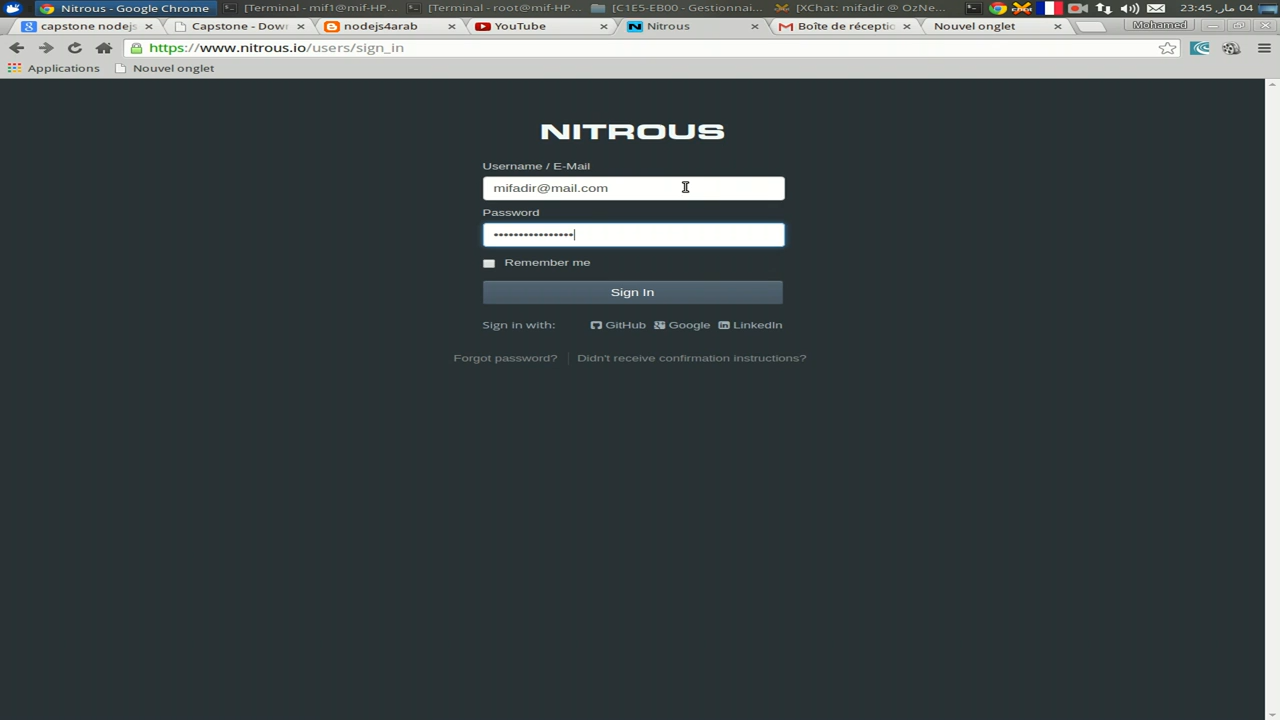 Nitrous - Google Chrome [Terminal - mif1@mif-HP... [Terminal - root@mif-HP... [C1E5-EB00 - Gestionnai... [XChat: mifadir @ OzNe... Mohamed 23:45 مار, 04
capstone nodejs Capstone - Dow nodejs4arab YouTube Nitrous Boîte de récepti Nouvel onglet
https://www.nitrous.io/users/sign_in
Applications Nouvel onglet
NITROUS
Username / E-Mail
mifadir@mail.com
Password
••••••••••••••••
Remember me
Sign In
Sign in with: GitHub Google LinkedIn
Forgot password? Didn't receive confirmation instructions?